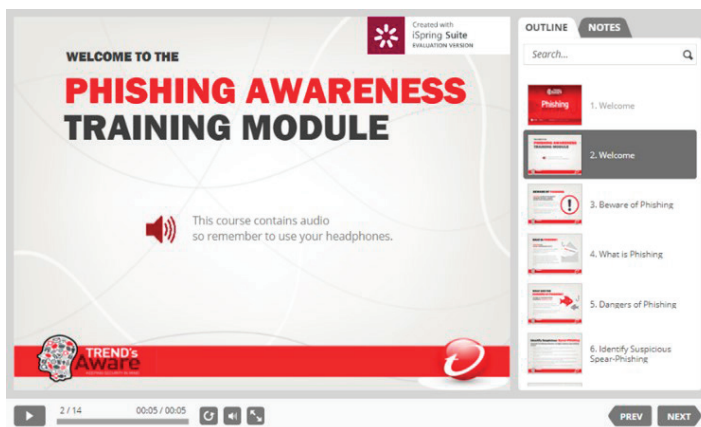 Created with
iSpring Suite
EVALUATION VERSION
WELCOME TO THE
PHISHING AWARENESS
TRAINING MODULE
This course contains audio
so remember to use your headphones.
TREND's
Aware
OUTLINE
NOTES
Search...
Phishing
1. Welcome
TRAINING MODULE
2. Welcome
3. Beware of Phishing
4. What is Phishing
5. Dangers of Phishing
6. Identify Suspicious
Spear-Phishing
2 / 14
00:05 / 00:05
PREV
NEXT